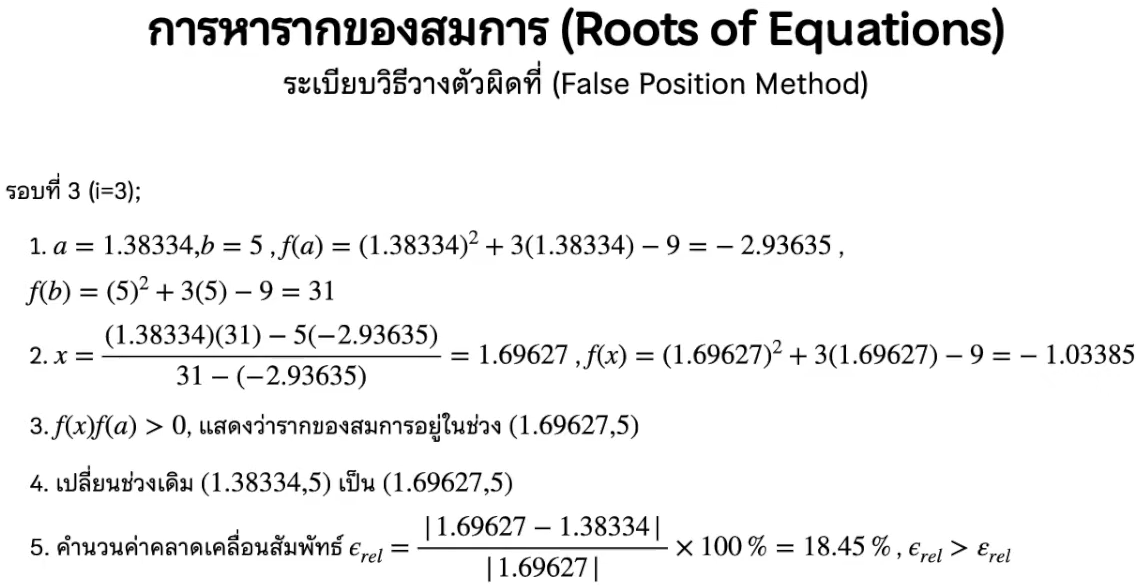 การหารากของสมการ (Roots of Equations)
ระเบียบวิธีวางตัวผิดที่ (False Position Method)
รอบที่ 3 (i=3);
1. a = 1.38334,b = 5 ,f(a) = (1.38334)² + 3(1.38334) − 9 = − 2.93635 ,
f(b) = (5)² + 3(5) − 9 = 31
2. x = \frac{(1.38334)(31) − 5(−2.93635)}{31 − (−2.93635)} = 1.69627 ,f(x) = (1.69627)² + 3(1.69627) − 9 = − 1.03385
3. f(x)f(a) > 0, แสดงว่ารากของสมการอยู่ในช่วง (1.69627,5)
4. เปลี่ยนช่วงเดิม (1.38334,5) เป็น (1.69627,5)
5. คำนวนค่าคลาดเคลื่อนสัมพัทธ์ ϵ_{rel} = \frac{|1.69627 − 1.38334|}{|1.69627|} × 100 % = 18.45 % , ϵ_{rel} > ε_{rel}